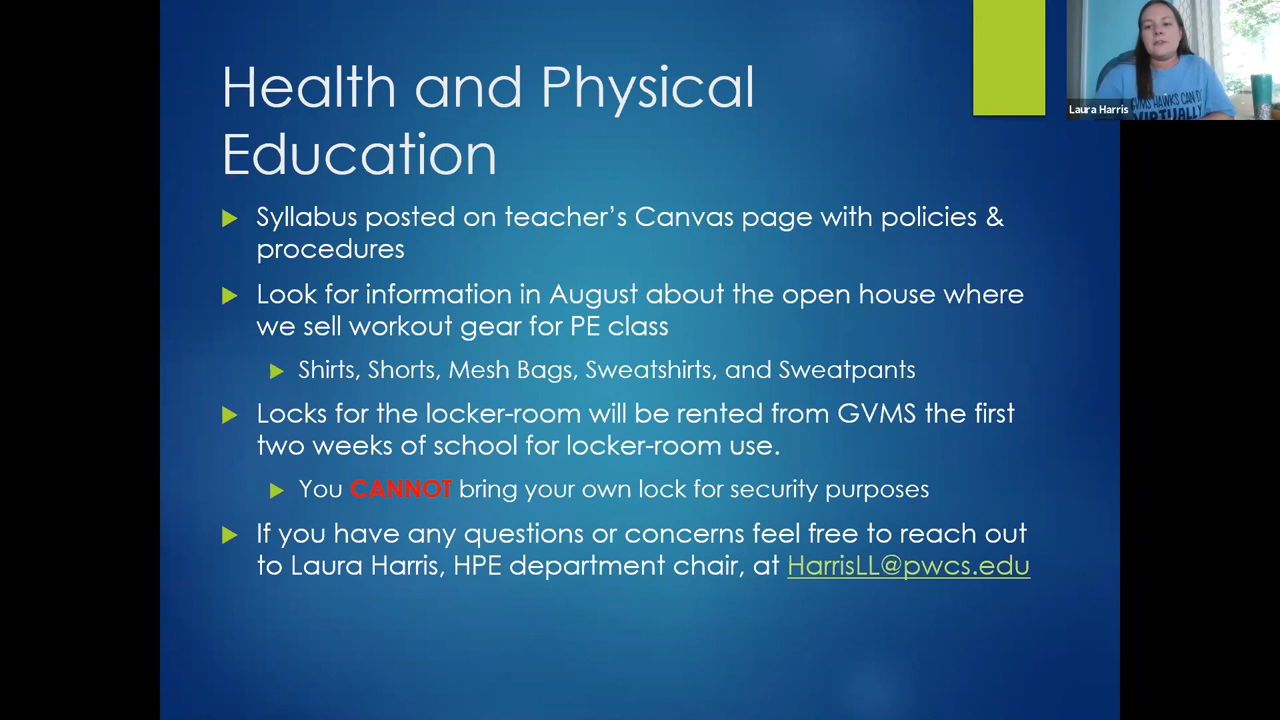 Health and Physical
Education
Laura Harris
GVMS HAWKS CAN
VIRTUALLY
Syllabus posted on teacher's Canvas page with policies &
procedures
Look for information in August about the open house where
we sell workout gear for PE class
Shirts, Shorts, Mesh Bags, Sweatshirts, and Sweatpants
Locks for the locker-room will be rented from GVMS the first
two weeks of school for locker-room use.
You CANNOT bring your own lock for security purposes
If you have any questions or concerns feel free to reach out
to Laura Harris, HPE department chair, at HarrisLL@pwcs.edu